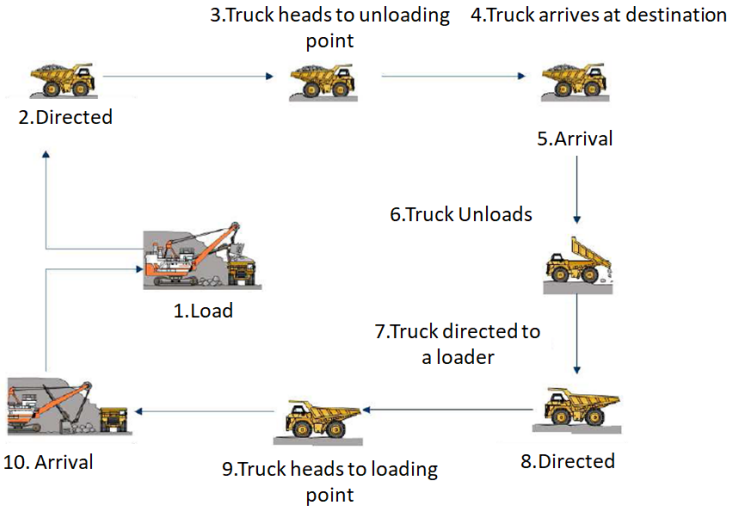 3.Truck heads to unloading
point
4.Truck arrives at destination
2.Directed
5.Arrival
6.Truck Unloads
1.Load
7.Truck directed to
a loader
10. Arrival
9.Truck heads to loading
point
8.Directed